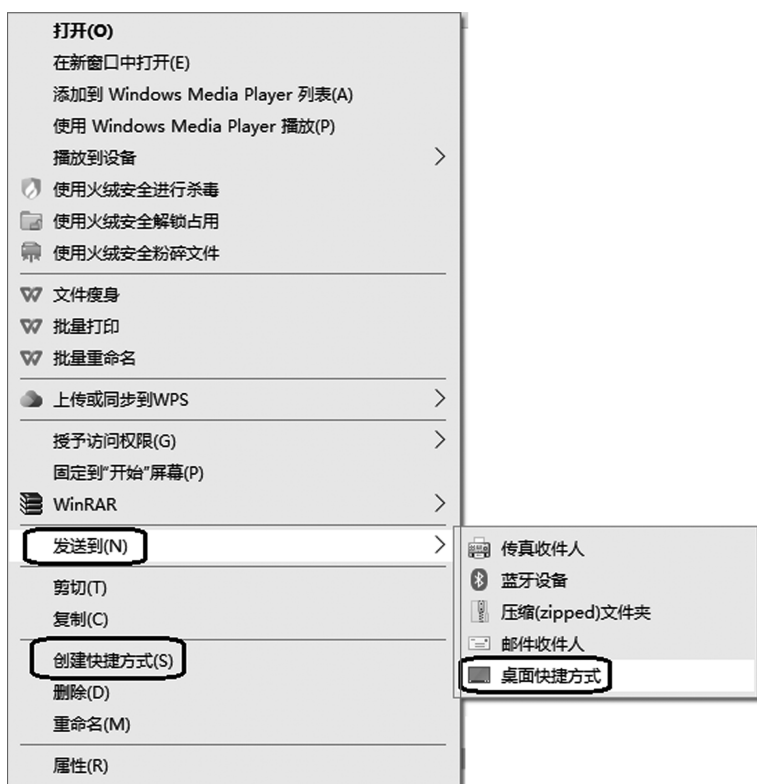 打开(O)
在新窗口中打开(E)
添加到 Windows Media Player 列表(A)
使用 Windows Media Player 播放(P)
播放到设备
使用火绒安全进行杀毒
使用火绒安全解锁占用
使用火绒安全粉碎文件
文件瘦身
批量打印
批量重命名
上传或同步到WPS
授予访问权限(G)
固定到"开始"屏幕(P)
WinRAR
发送到(N)
剪切(T)
复制(C)
创建快捷方式(S)
删除(D)
重命名(M)
属性(R)
传真收件人
蓝牙设备
压缩(zipped)文件夹
邮件收件人
桌面快捷方式